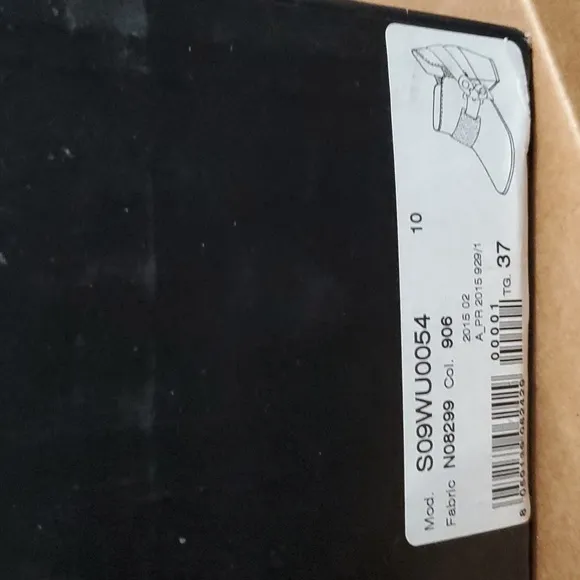 10
Mod. S09WU0054
Fabric N08299 Col. 906
2015 02
A_PR 2015 929/1
00001 TG. 37